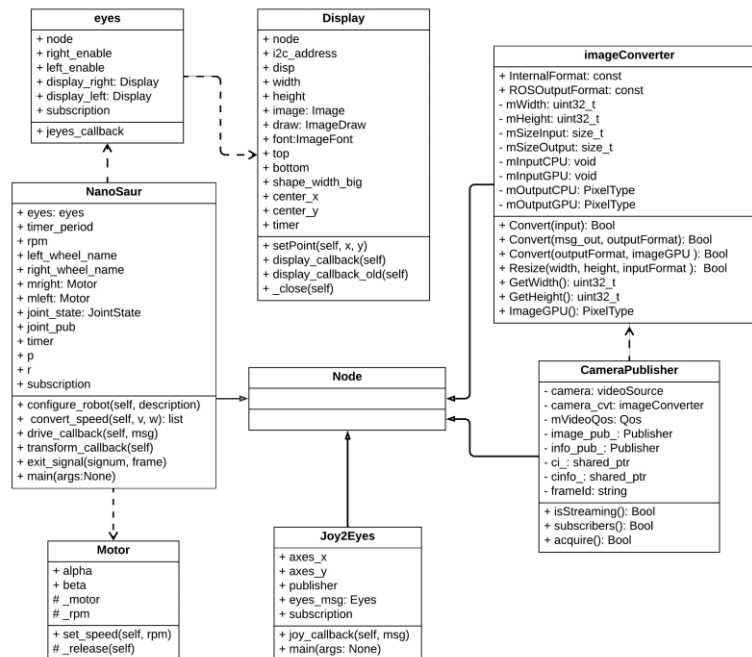 eyes
+ node
+ right_enable
+ left_enable
+ display_right: Display
+ display_left: Display
+ subscription
+ jeyes_callback
Display
+ node
+ i2c_address
+ disp
+ width
+ height
+ image: Image
+ draw: ImageDraw
+ font:ImageFont
+ top
+ bottom
+ shape_width_big
+ center_x
+ center_y
+ timer
+ setPoint(self, x, y)
+ display_callback(self)
+ display_callback_old(self)
+ _close(self)
imageConverter
+ InternalFormat: const
+ ROSOutputFormat: const
- mWidth: uint32_t
- mHeight: uint32_t
- mSizeInput: size_t
- mSizeOutput: size_t
- mInputCPU: void
- mInputGPU: void
- mOutputCPU: PixelType
- mOutputGPU: PixelType
+ Convert(input): Bool
+ Convert(msg_out, outputFormat): Bool
+ Convert(outputFormat, imageGPU ): Bool
+ Resize(width, height, inputFormat ): Bool
+ GetWidth(): uint32_t
+ GetHeight(): uint32_t
+ ImageGPU(): PixelType
NanoSaur
+ eyes: eyes
+ timer_period
+ rpm
+ left_wheel_name
+ right_wheel_name
+ mright: Motor
+ mleft: Motor
+ joint_state: JointState
+ joint_pub
+ timer
+ p
+ r
+ subscription
+ configure_robot(self, description)
+ convert_speed(self, v, w): list
+ drive_callback(self, msg)
+ transform_callback(self)
+ exit_signal(signum, frame)
+ main(args:None)
Node
CameraPublisher
- camera: videoSource
- camera_cvt: imageConverter
- mVideoQos: Qos
- image_pub_: Publisher
- info_pub_: Publisher
- ci_: shared_ptr
- cinfo_: shared_ptr
- frameId: string
+ isStreaming(): Bool
+ subscribers(): Bool
+ acquire(): Bool
Motor
+ alpha
+ beta
# _motor
# _rpm
+ set_speed(self, rpm)
# _release(self)
Joy2Eyes
+ axes_x
+ axes_y
+ publisher
+ eyes_msg: Eyes
+ subscription
+ joy_callback(self, msg)
+ main(args: None)